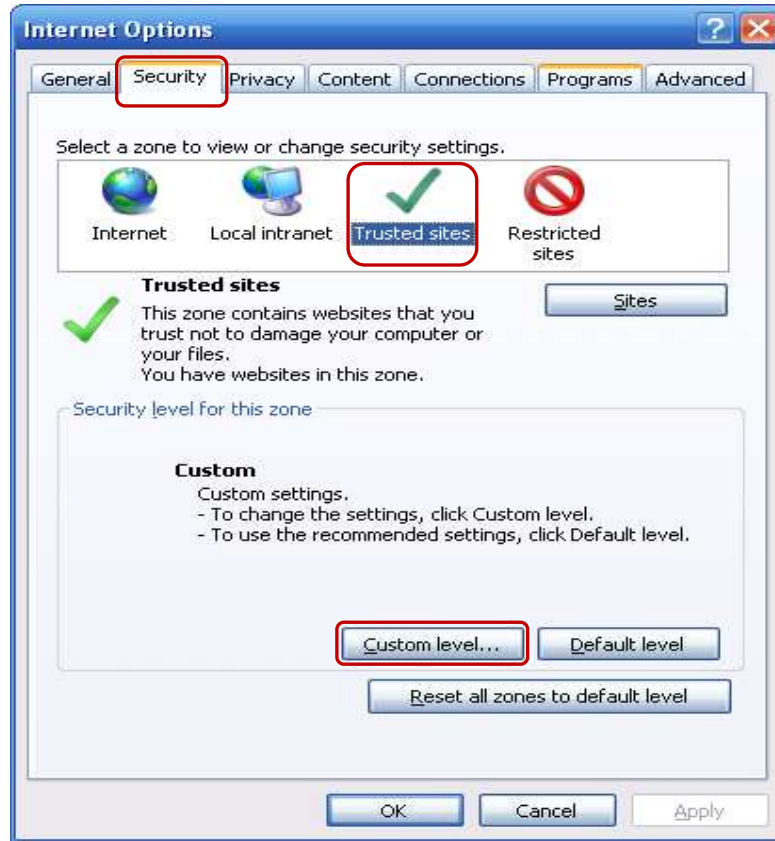 Internet Options
General Security Privacy Content Connections Programs Advanced
Select a zone to view or change security settings.
Internet Local intranet Trusted sites Restricted sites
Trusted sites
Sites
This zone contains websites that you
trust not to damage your computer or
your files.
You have websites in this zone.
Security level for this zone
Custom
Custom settings.
- To change the settings, click Custom level.
- To use the recommended settings, click Default level.
Custom level... Default level
Reset all zones to default level
OK Cancel Apply